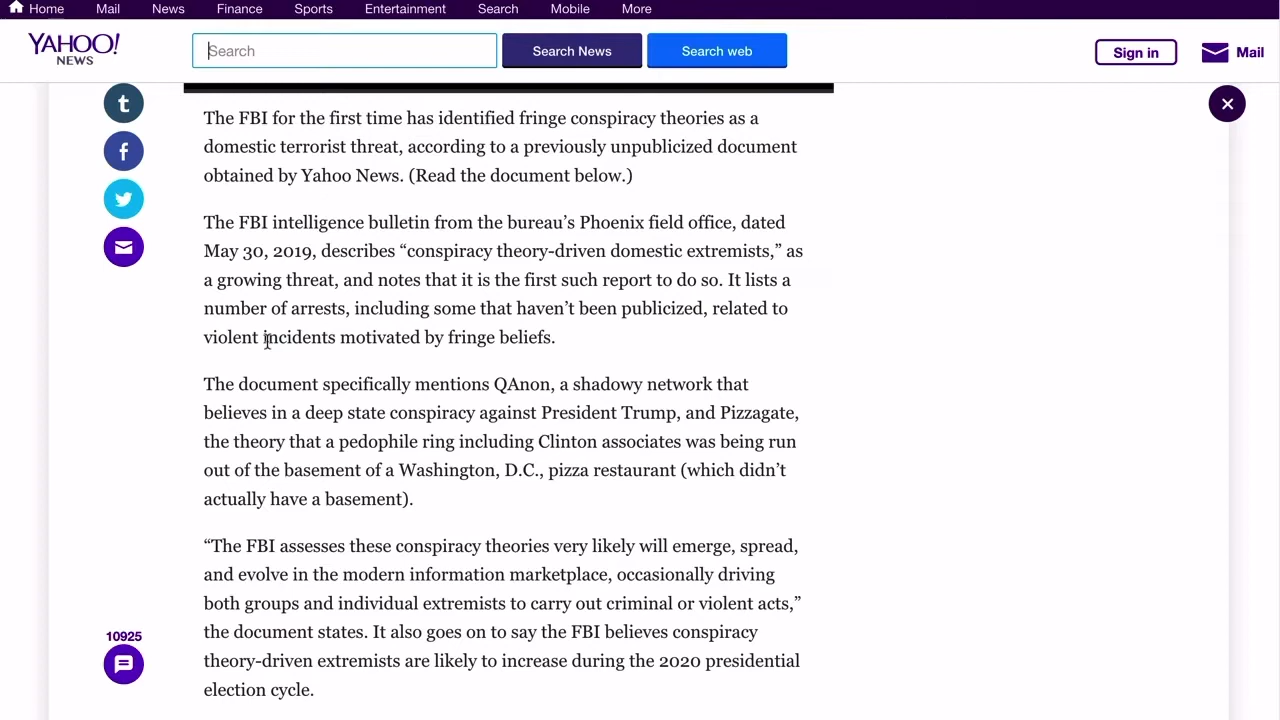 Home Mail News Finance Sports Entertainment Search Mobile More
YAHOO!
NEWS
Search
Search News
Search web
Sign in
Mail
t
f
The FBI for the first time has identified fringe conspiracy theories as a
domestic terrorist threat, according to a previously unpublicized document
obtained by Yahoo News. (Read the document below.)
The FBI intelligence bulletin from the bureau’s Phoenix field office, dated
May 30, 2019, describes “conspiracy theory-driven domestic extremists,” as
a growing threat, and notes that it is the first such report to do so. It lists a
number of arrests, including some that haven’t been publicized, related to
violent incidents motivated by fringe beliefs.
The document specifically mentions QAnon, a shadowy network that
believes in a deep state conspiracy against President Trump, and Pizzagate,
the theory that a pedophile ring including Clinton associates was being run
out of the basement of a Washington, D.C., pizza restaurant (which didn’t
actually have a basement).
“The FBI assesses these conspiracy theories very likely will emerge, spread,
and evolve in the modern information marketplace, occasionally driving
both groups and individual extremists to carry out criminal or violent acts,”
the document states. It also goes on to say the FBI believes conspiracy
theory-driven extremists are likely to increase during the 2020 presidential
election cycle.
10925